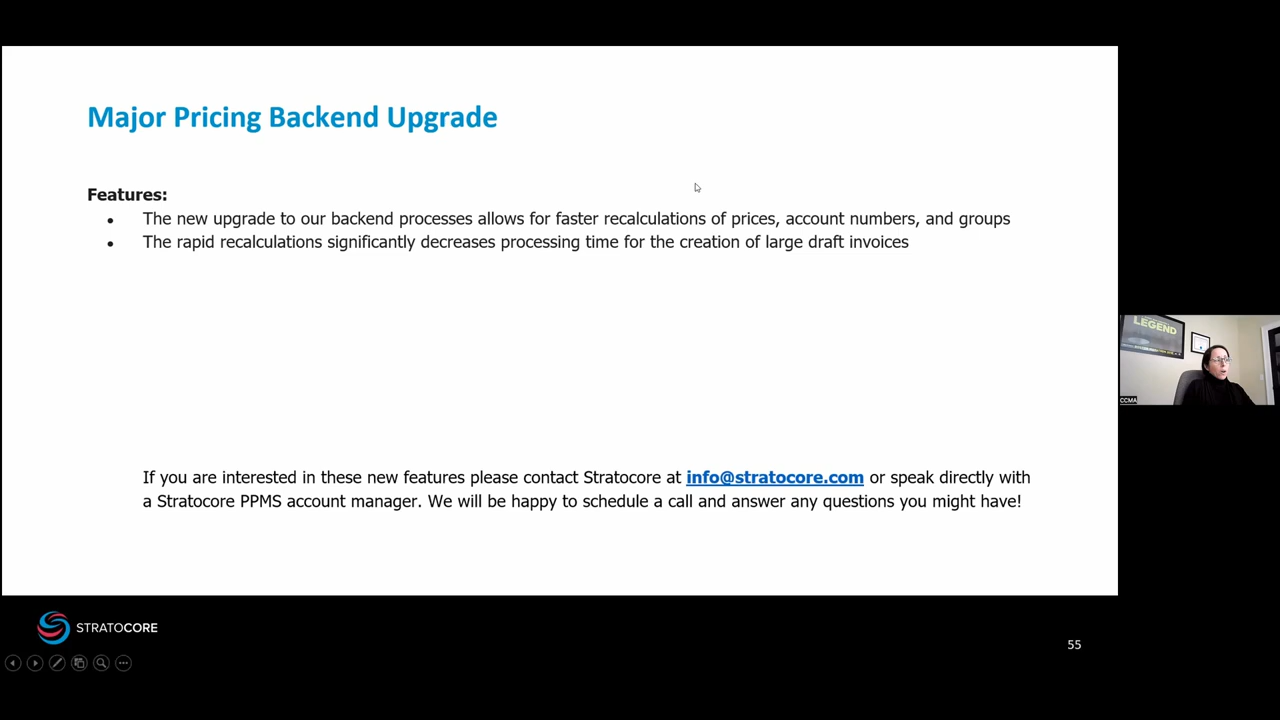 Major Pricing Backend Upgrade
Features:
• The new upgrade to our backend processes allows for faster recalculations of prices, account numbers, and groups
• The rapid recalculations significantly decreases processing time for the creation of large draft invoices
If you are interested in these new features please contact Stratocore at info@stratocore.com or speak directly with
a Stratocore PPMS account manager. We will be happy to schedule a call and answer any questions you might have!
LEGEND
CCMA
STRATOCORE
55